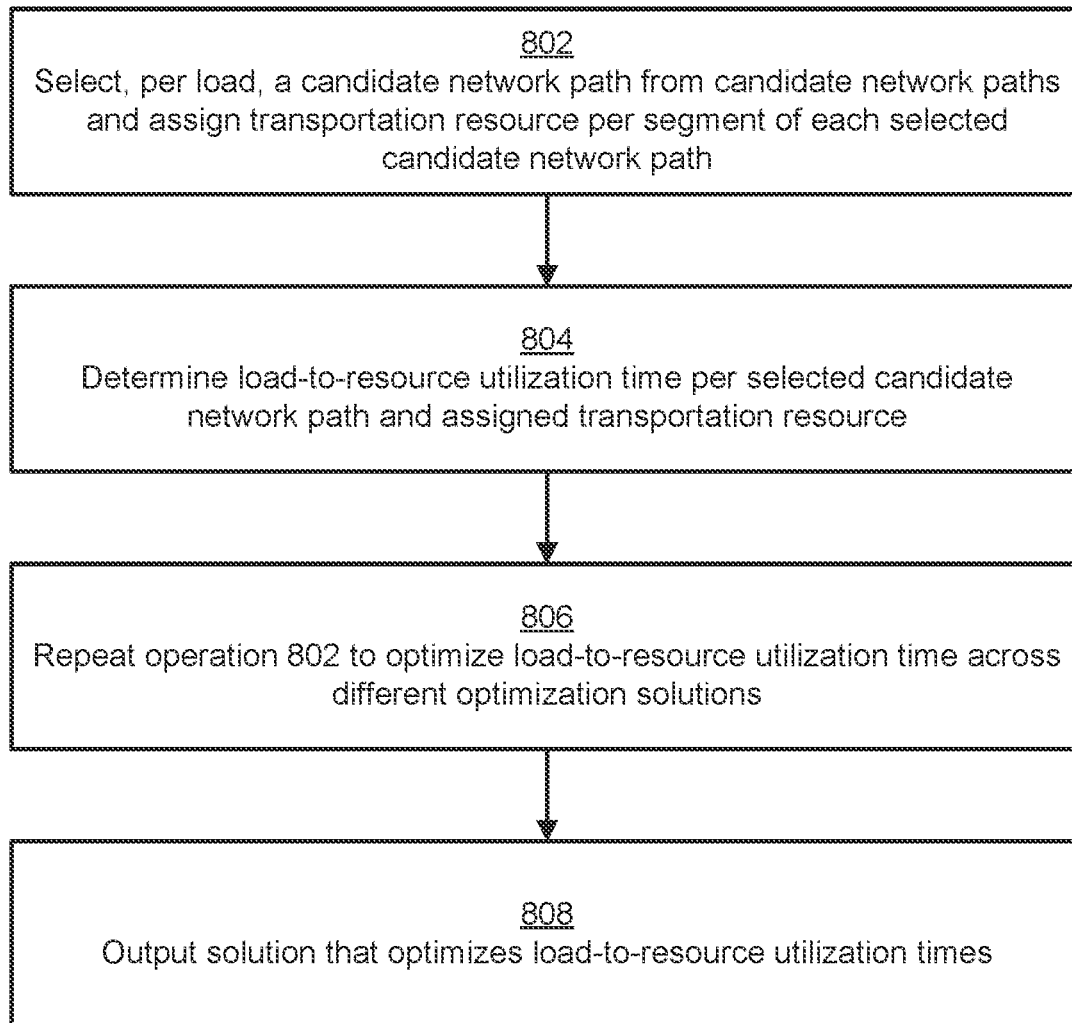 802
Select, per load, a candidate network path from candidate network paths
and assign transportation resource per segment of each selected
candidate network path
804
Determine load-to-resource utilization time per selected candidate
network path and assigned transportation resource
806
Repeat operation 802 to optimize load-to-resource utilization time across
different optimization solutions
808
Output solution that optimizes load-to-resource utilization times